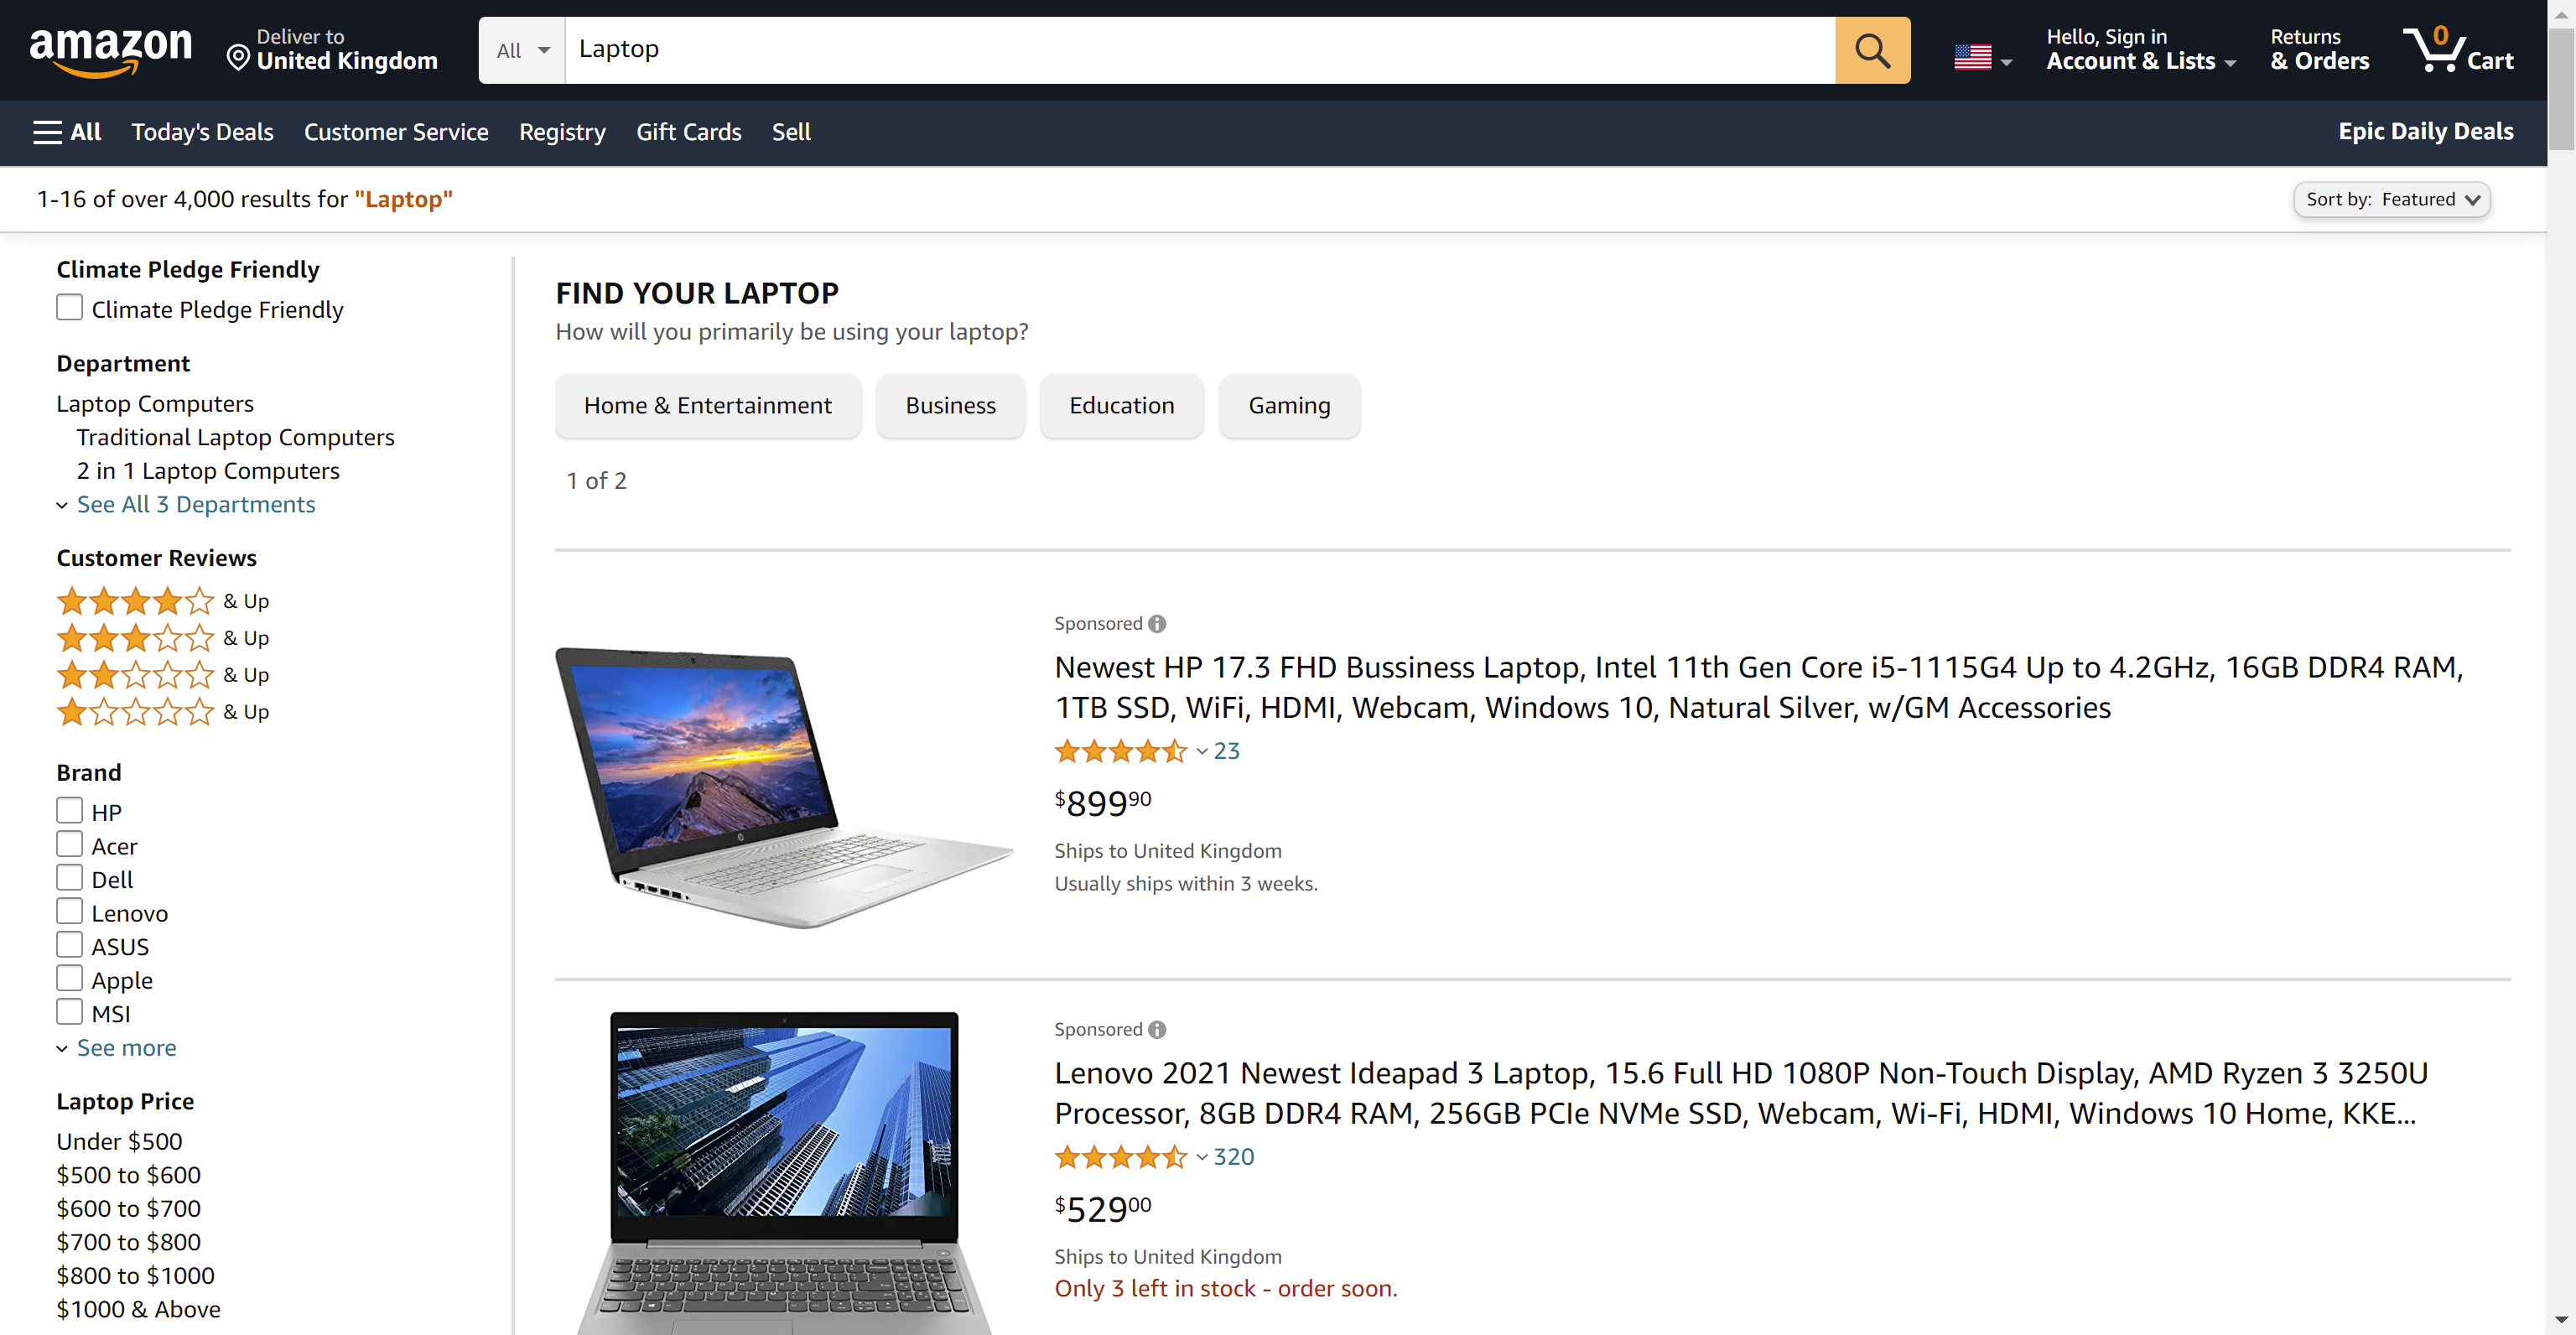 amazon
Deliver to
United Kingdom
All
Laptop
Hello, Sign in
Account & Lists
Returns
& Orders
0
Cart
All
Today's Deals
Customer Service
Registry
Gift Cards
Sell
Epic Daily Deals
1-16 of over 4,000 results for "Laptop"
Sort by: Featured
Climate Pledge Friendly
Climate Pledge Friendly
Department
Laptop Computers
Traditional Laptop Computers
2 in 1 Laptop Computers
See All 3 Departments
Customer Reviews
& Up
& Up
& Up
& Up
Brand
HP
Acer
Dell
Lenovo
ASUS
Apple
MSI
See more
Laptop Price
Under $500
$500 to $600
$600 to $700
$700 to $800
$800 to $1000
$1000 & Above
FIND YOUR LAPTOP
How will you primarily be using your laptop?
Home & Entertainment
Business
Education
Gaming
1 of 2
Sponsored
Newest HP 17.3 FHD Bussiness Laptop, Intel 11th Gen Core i5-1115G4 Up to 4.2GHz, 16GB DDR4 RAM,
1TB SSD, WiFi, HDMI, Webcam, Windows 10, Natural Silver, w/GM Accessories
23
$89990
Ships to United Kingdom
Usually ships within 3 weeks.
Sponsored
Lenovo 2021 Newest Ideapad 3 Laptop, 15.6 Full HD 1080P Non-Touch Display, AMD Ryzen 3 3250U
Processor, 8GB DDR4 RAM, 256GB PCIe NVMe SSD, Webcam, Wi-Fi, HDMI, Windows 10 Home, KKE...
320
$52900
Ships to United Kingdom
Only 3 left in stock - order soon.